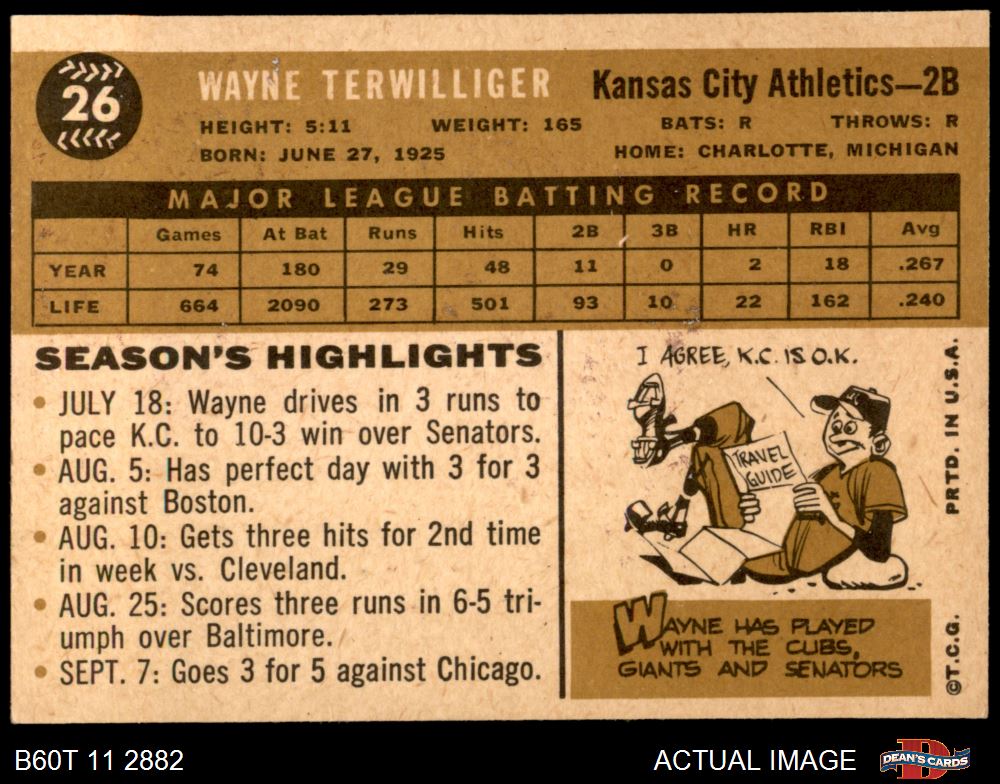 26
WAYNE TERWILLIGER
Kansas City Athletics—2B
HEIGHT: 5:11 WEIGHT: 165 BATS: R THROWS: R
BORN: JUNE 27, 1925 HOME: CHARLOTTE, MICHIGAN
MAJOR LEAGUE BATTING RECORD
Games At Bat Runs Hits 2B 3B HR RBI Avg
YEAR 74 180 29 48 11 0 2 18 .267
LIFE 664 2090 273 501 93 10 22 162 .240
SEASON'S HIGHLIGHTS
• JULY 18: Wayne drives in 3 runs to
pace K.C. to 10-3 win over Senators.
• AUG. 5: Has perfect day with 3 for 3
against Boston.
• AUG. 10: Gets three hits for 2nd time
in week vs. Cleveland.
• AUG. 25: Scores three runs in 6-5 tri-
umph over Baltimore.
• SEPT. 7: Goes 3 for 5 against Chicago.
I AGREE, K.C. IS O.K.
TRAVEL
GUIDE
WAYNE HAS PLAYED
WITH THE CUBS,
GIANTS AND SENATORS
PRTD. IN U.S.A.
©T.C.G.
B60T 11 2882
ACTUAL IMAGE
D
DEAN'S CARDS